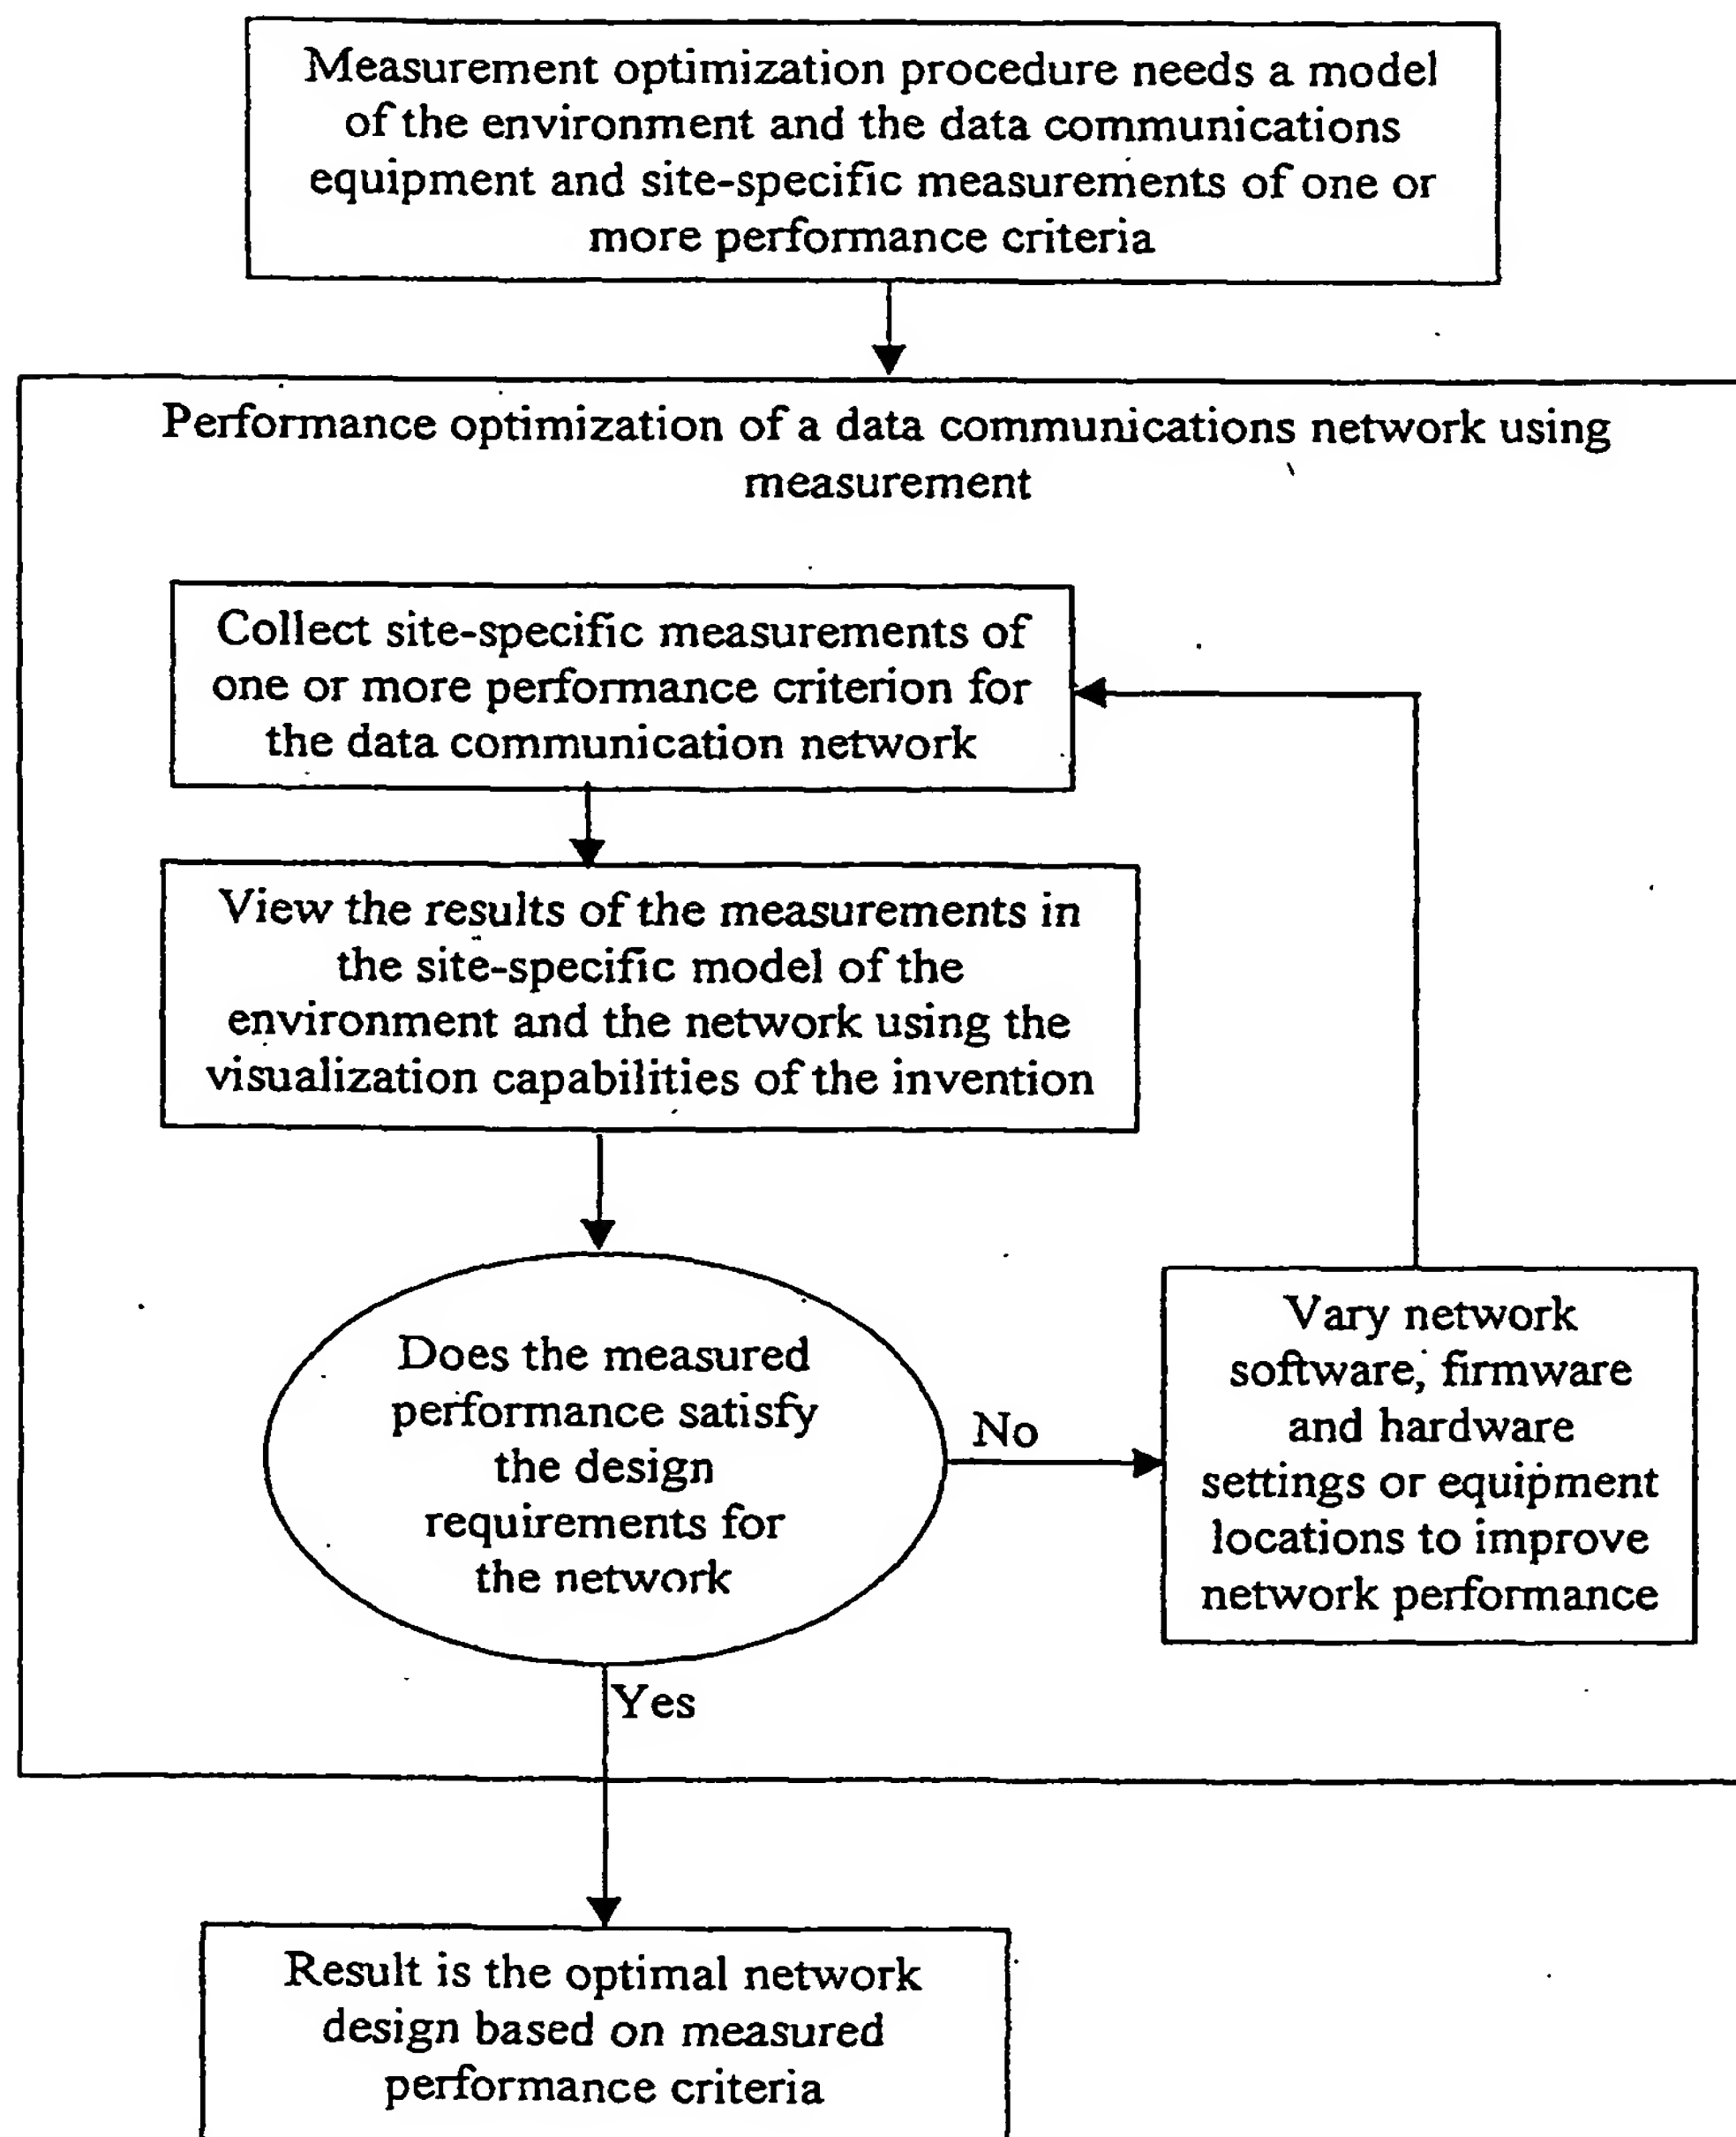 Measurement optimization procedure needs a model
of the environment and the data communications
equipment and site-specific measurements of one or
more performance criteria
Performance optimization of a data communications network using
measurement
Collect site-specific measurements of
one or more performance criterion for
the data communication network
View the results of the measurements in
the site-specific model of the
environment and the network using the
visualization capabilities of the invention
Does the measured
performance satisfy
the design
requirements for
the network
No
Vary network
software, firmware
and hardware
settings or equipment
locations to improve
network performance
Yes
Result is the optimal network
design based on measured
performance criteria